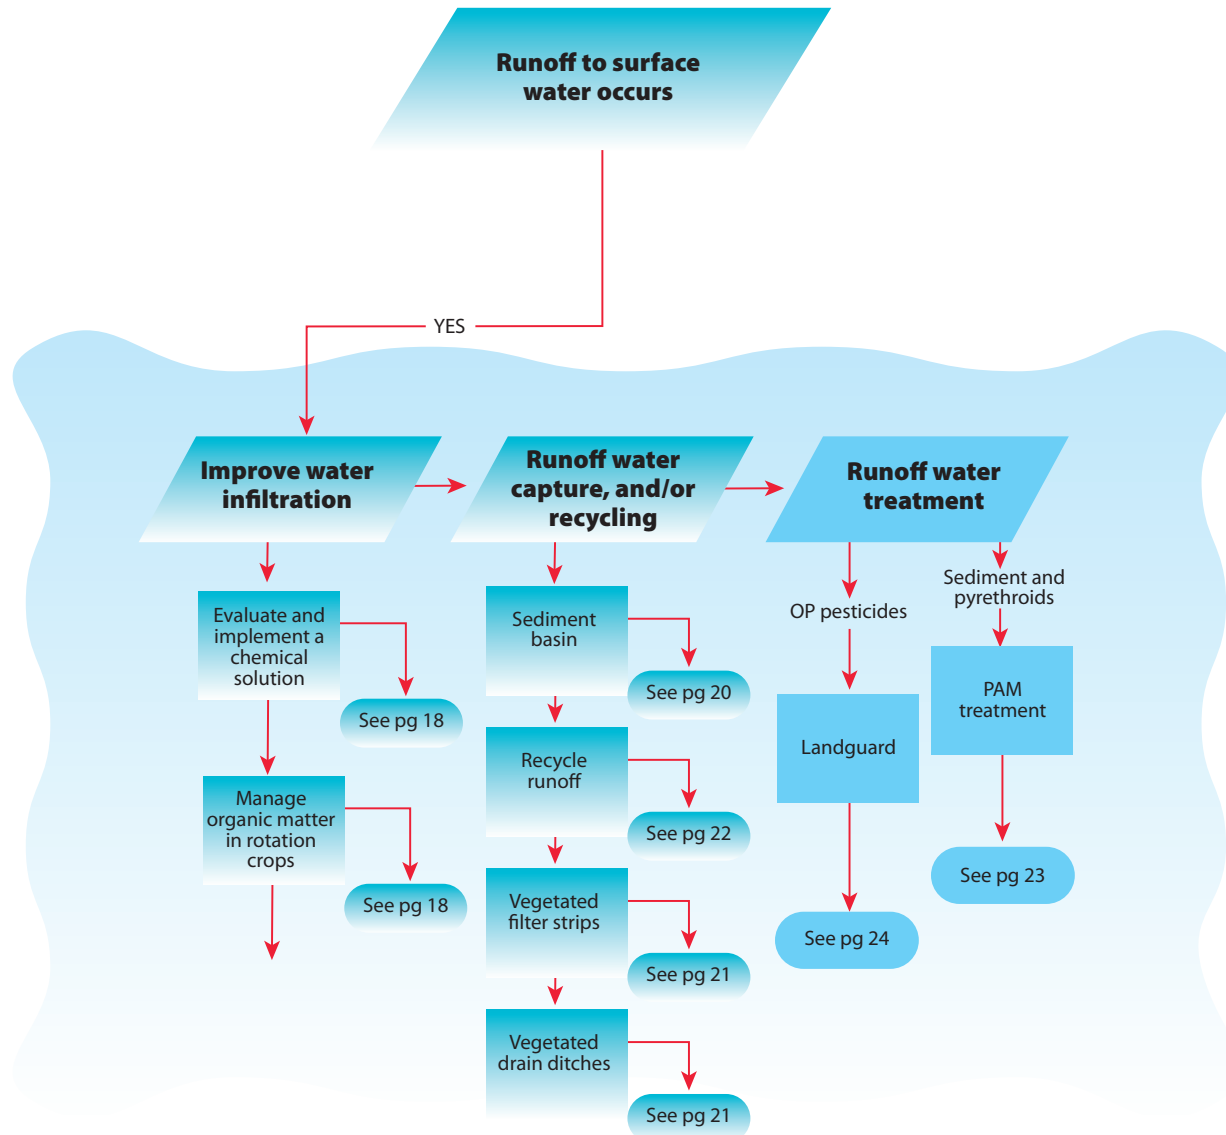 Runoff to surface
water occurs
YES
Improve water
infiltration
Runoff water
capture, and/or
recycling
Runoff water
treatment
Evaluate and
implement a
chemical
solution
See pg 18
Manage
organic matter
in rotation
crops
See pg 18
Sediment
basin
See pg 20
Recycle
runoff
See pg 22
Vegetated
filter strips
See pg 21
Vegetated
drain ditches
See pg 21
OP pesticides
Landguard
See pg 24
Sediment and
pyrethroids
PAM
treatment
See pg 23